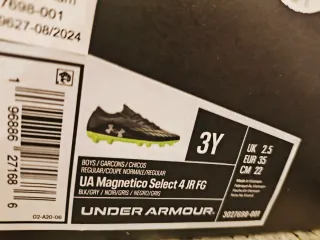 7698-001
9627-08/2024
3Y
UK 2.5
EUR 35
CM 22
BOYS / GARCONS / CHICOS
REGULAR/COUPE NORMALE/REGULAR
UA Magnetico Select 4 JR FG
BLK/GRY / NOIR/GRIS / NEGRO/GRIS
UNDER ARMOUR.
3027698-001
1 96886 27168 6
02-A20-06